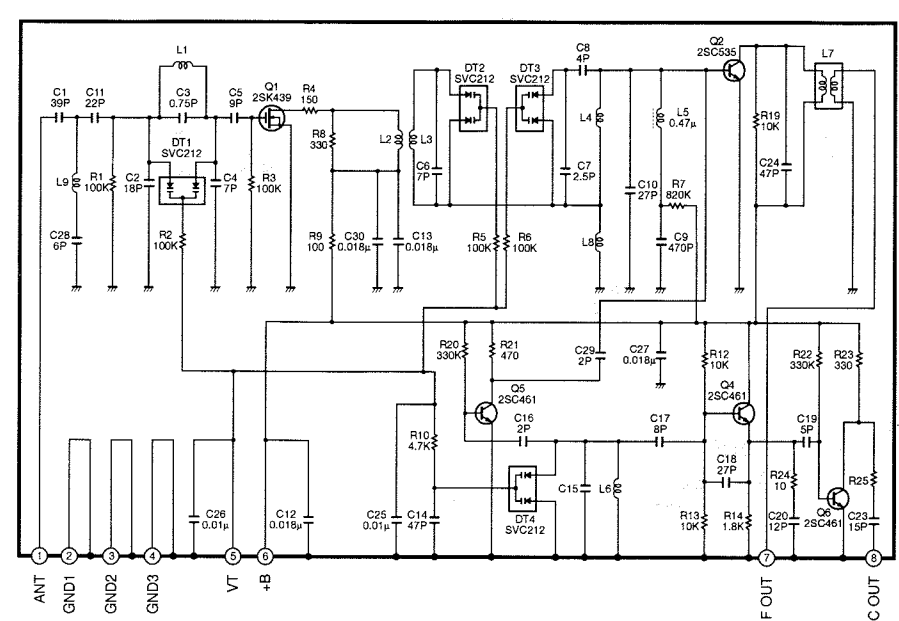 L1
C1
39P
C11
22P
C3
0.75P
C5
9P
Q1
2SK439
R4
150
DT2
SVC212
DT3
SVC212
C8
4P
Q2
2SC535
L7
DT1
SVC212
R8
330
L2
L3
L4
L5
0.47µ
R19
10K
L9
R1
100K
C2
18P
C4
7P
R3
100K
C6
7P
C7
2.5P
C10
27P
R7
820K
C24
47P
C28
6P
R2
100K
R9
100
C30
0.018µ
C13
0.018µ
R5
100K
R6
100K
L8
C9
470P
R20
330K
R21
470
C29
2P
C27
0.018µ
R12
10K
R22
330K
R23
330
Q5
2SC461
Q4
2SC461
C16
2P
C17
8P
C19
5P
R10
4.7K
C18
27P
R24
10
R25
C15
L6
C26
0.01µ
C12
0.018µ
C25
0.01µ
C14
47P
DT4
SVC212
R13
10K
R14
1.8K
C20
12P
Q6
2SC461
C23
15P
1
2
3
4
5
6
7
8
ANT
GND1
GND2
GND3
VT
+B
F OUT
C OUT